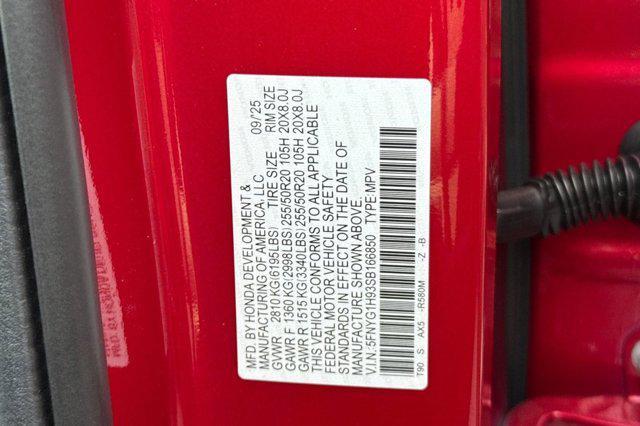 MFD. BY HONDA DEVELOPMENT &
MANUFACTURING OF AMERICA, LLC 09/25
GVWR 2810 KG(6195LBS) TIRE SIZE RIM SIZE
GAWR F 1360 KG(2998LBS) 255/50R20 105H 20X8.0J
GAWR R 1515 KG(3340LBS) 255/50R20 105H 20X8.0J
THIS VEHICLE CONFORMS TO ALL APPLICABLE
FEDERAL MOTOR VEHICLE SAFETY
STANDARDS IN EFFECT ON THE DATE OF
MANUFACTURE SHOWN ABOVE.
V.I.N.:5FNYG1H93SB166850 TYPE:MPV
T90 S AX5 -R580M -Z -B